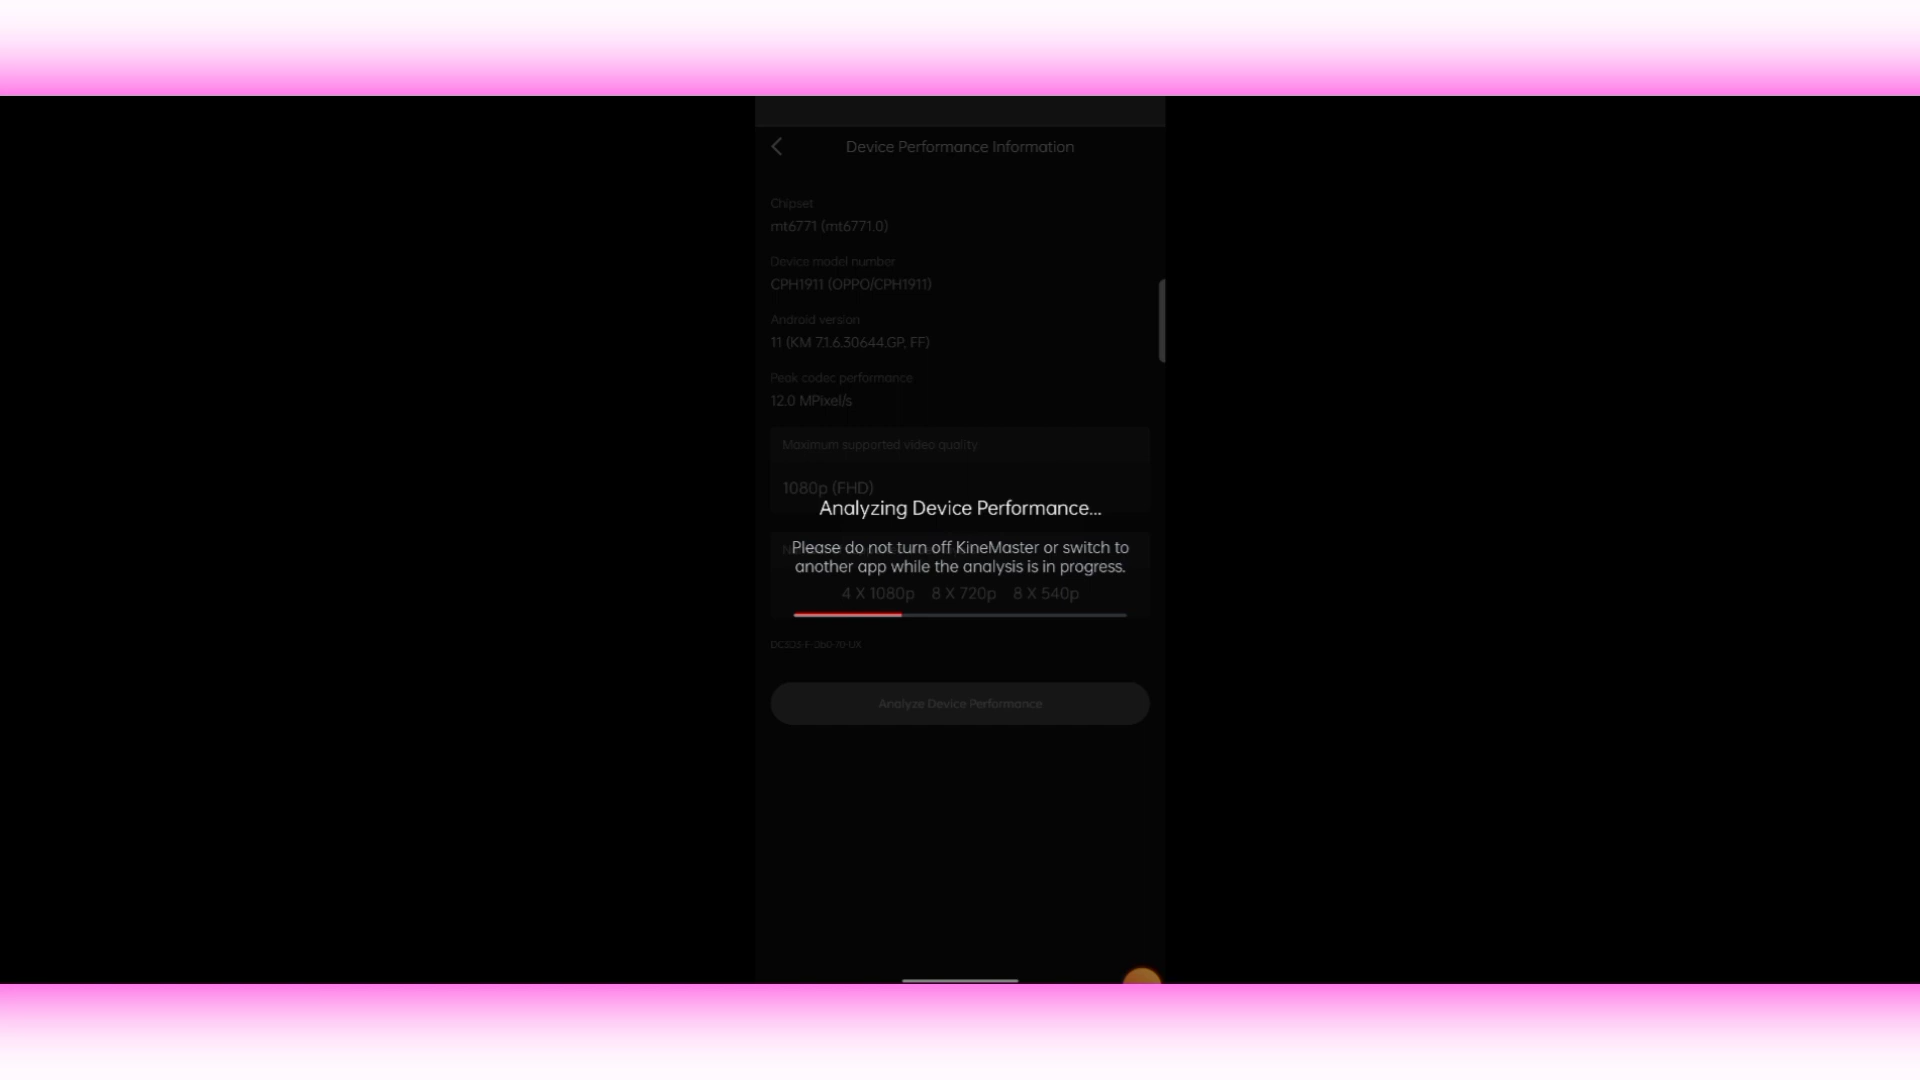 Device Performance Information
Chipset
mt6771 (mt6771.0)
Device model number
CPH1911 (OPPO/CPH1911)
Android version
11 (KM 7.1.6.30644.GP, FF)
Peak codec performance
12.0 MPixel/s
Maximum supported video quality
1080p (FHD)
Analyzing Device Performance...
Please do not turn off KineMaster or switch to
another app while the analysis is in progress.
4 X 1080p 8 X 720p 8 X 540p
Analyze Device Performance